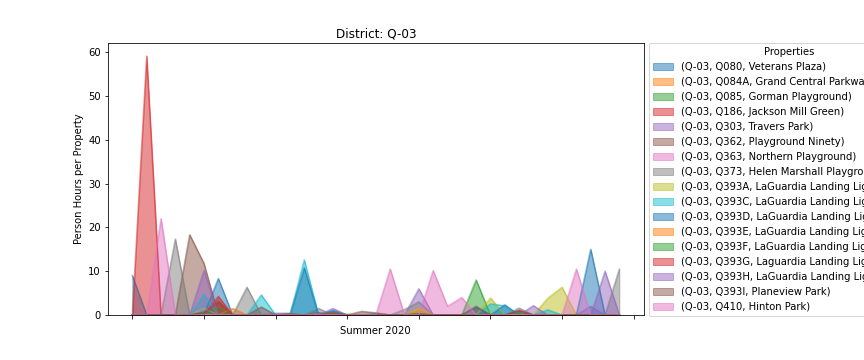 District: Q-03
Person Hours per Property
60
50
40
30
20
10
0
Summer 2020
Properties
(Q-03, Q080, Veterans Plaza)
(Q-03, Q084A, Grand Central Parkwa
(Q-03, Q085, Gorman Playground)
(Q-03, Q186, Jackson Mill Green)
(Q-03, Q303, Travers Park)
(Q-03, Q362, Playground Ninety)
(Q-03, Q363, Northern Playground)
(Q-03, Q373, Helen Marshall Playgro
(Q-03, Q393A, LaGuardia Landing Lig
(Q-03, Q393C, LaGuardia Landing Lig
(Q-03, Q393D, LaGuardia Landing Lig
(Q-03, Q393E, LaGuardia Landing Lig
(Q-03, Q393F, LaGuardia Landing Lig
(Q-03, Q393G, LaGuardia Landing Lig
(Q-03, Q393H, LaGuardia Landing Lig
(Q-03, Q393I, Planeview Park)
(Q-03, Q410, Hinton Park)